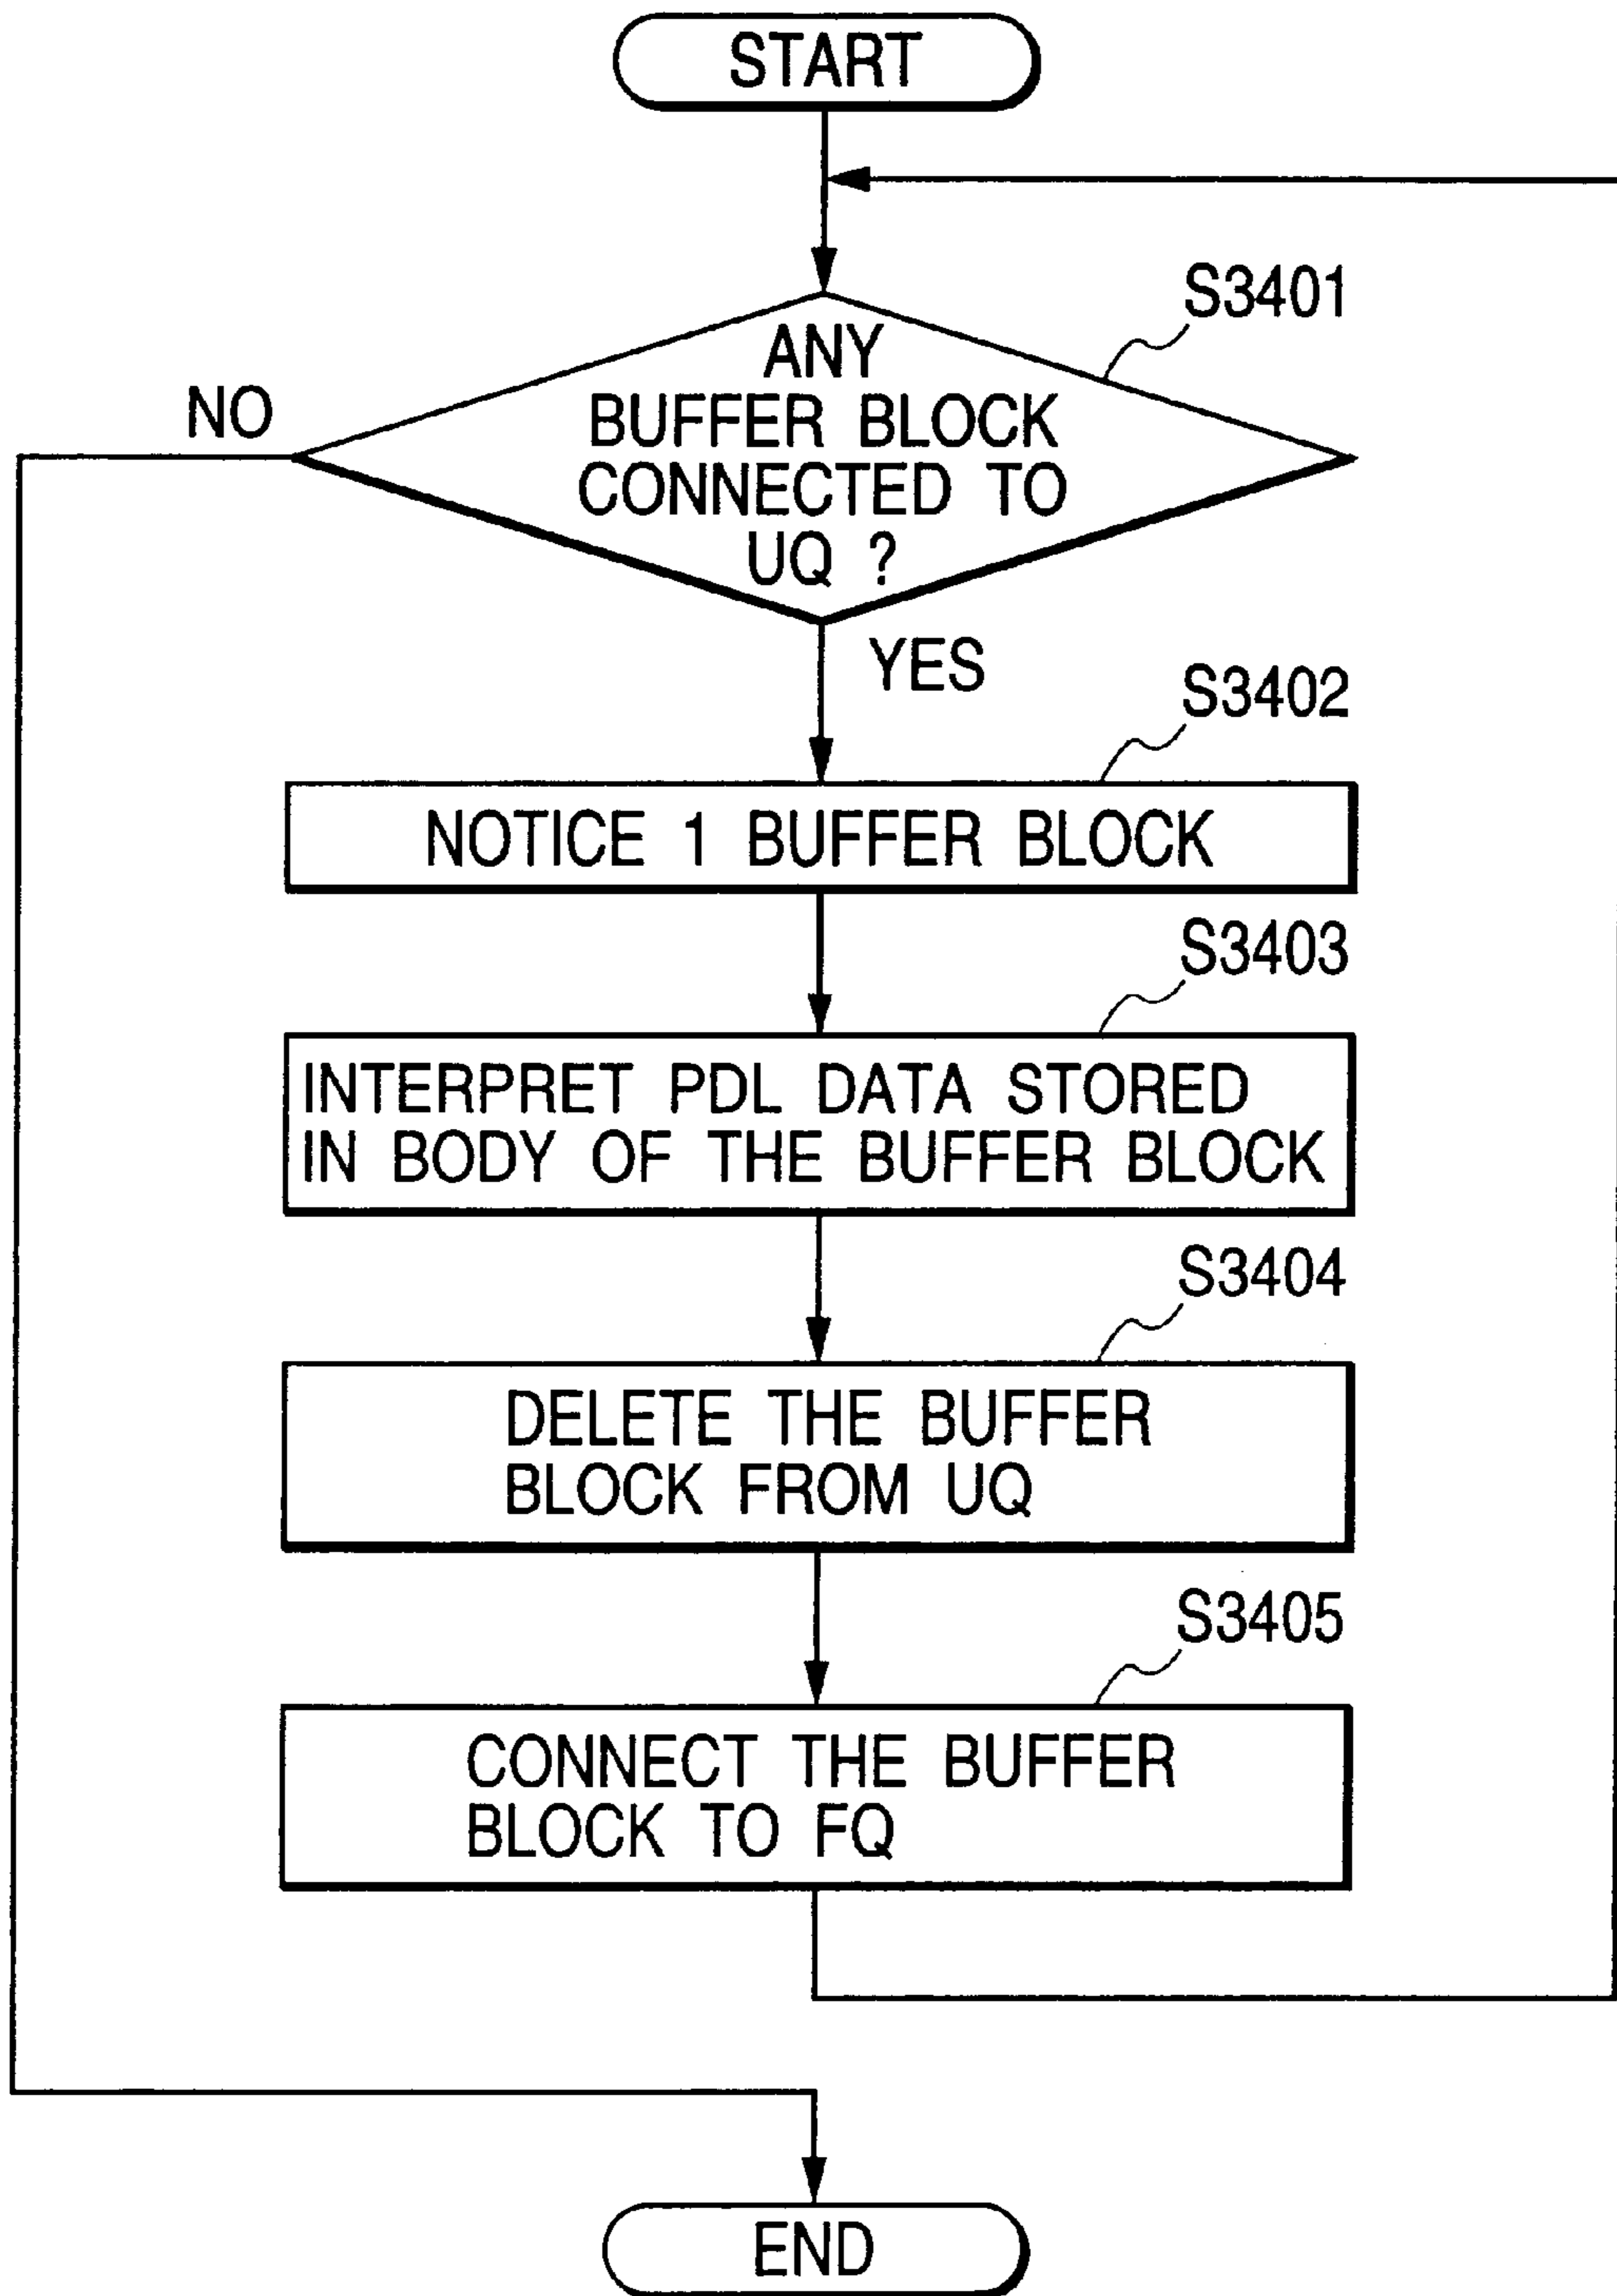 START
S3401
ANY
BUFFER BLOCK
CONNECTED TO
UQ ?
NO
YES
S3402
NOTICE 1 BUFFER BLOCK
S3403
INTERPRET PDL DATA STORED
IN BODY OF THE BUFFER BLOCK
S3404
DELETE THE BUFFER
BLOCK FROM UQ
S3405
CONNECT THE BUFFER
BLOCK TO FQ
END